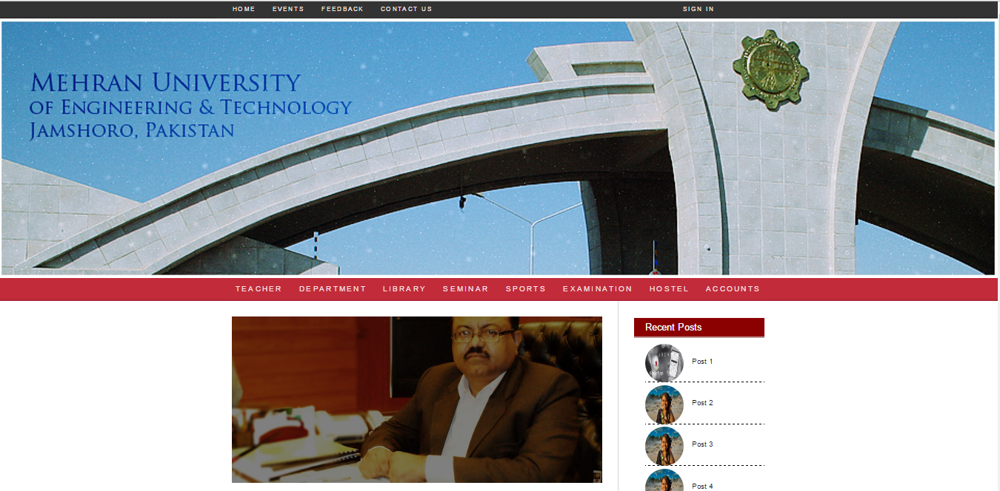 HOME EVENTS FEEDBACK CONTACT US SIGN IN
MEHRAN UNIVERSITY
OF ENGINEERING & TECHNOLOGY
JAMSHORO, PAKISTAN
TEACHER DEPARTMENT LIBRARY SEMINAR SPORTS EXAMINATION HOSTEL ACCOUNTS
Recent Posts
Post 1
Post 2
Post 3
Post 4